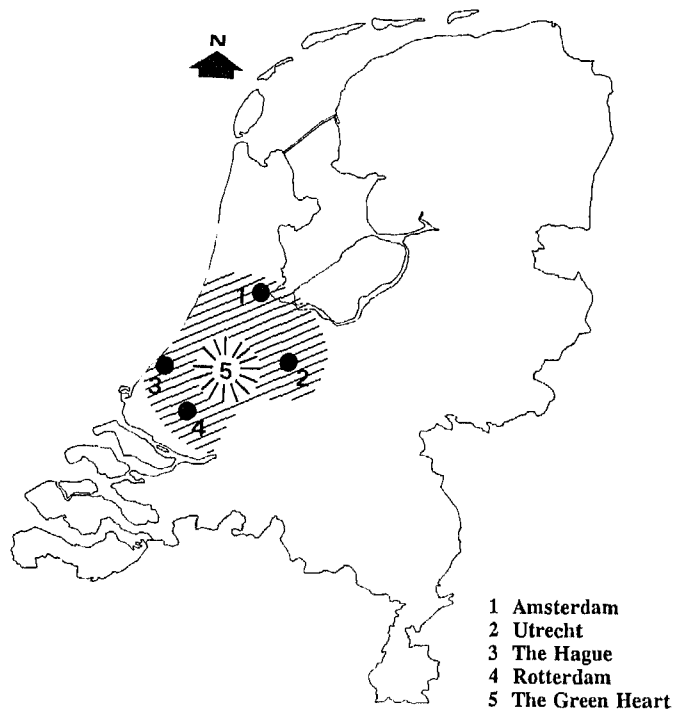 N
1
5
3
2
4
1 Amsterdam
2 Utrecht
3 The Hague
4 Rotterdam
5 The Green Heart